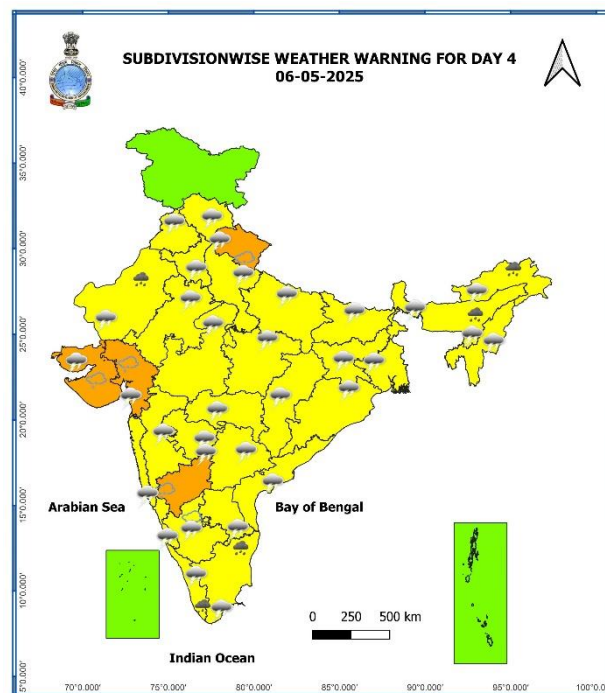 SUBDIVISIONWISE WEATHER WARNING FOR DAY 4
06-05-2025
40°0.000'
35°0.000'
30°0.000'
25°0.000'
20°0.000'
15°0.000'
10°0.000'
5°0.000'
Arabian Sea
Bay of Bengal
0 250 500 km
Indian Ocean
70°0.000' 75°0.000' 80°0.000' 85°0.000' 90°0.000' 95°0.000'